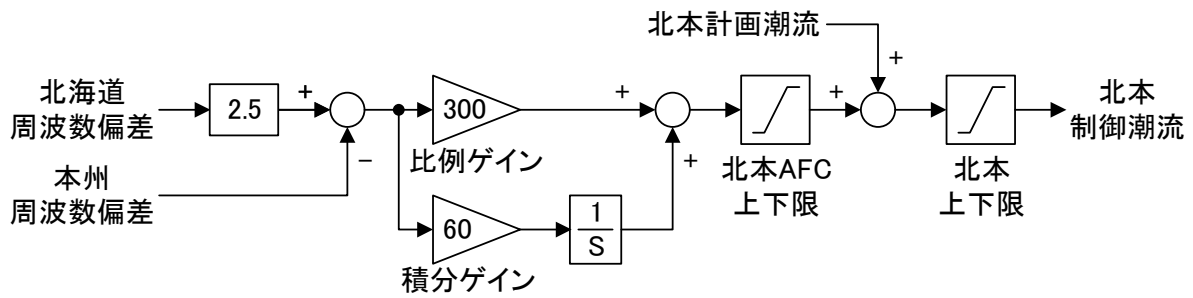 北本計画潮流
+
北海道
周波数偏差
2.5
+
300
比例ゲイン
+
+
北本AFC
上下限
+
北本
上下限
北本
制御潮流
本州
周波数偏差
−
60
積分ゲイン
1
S